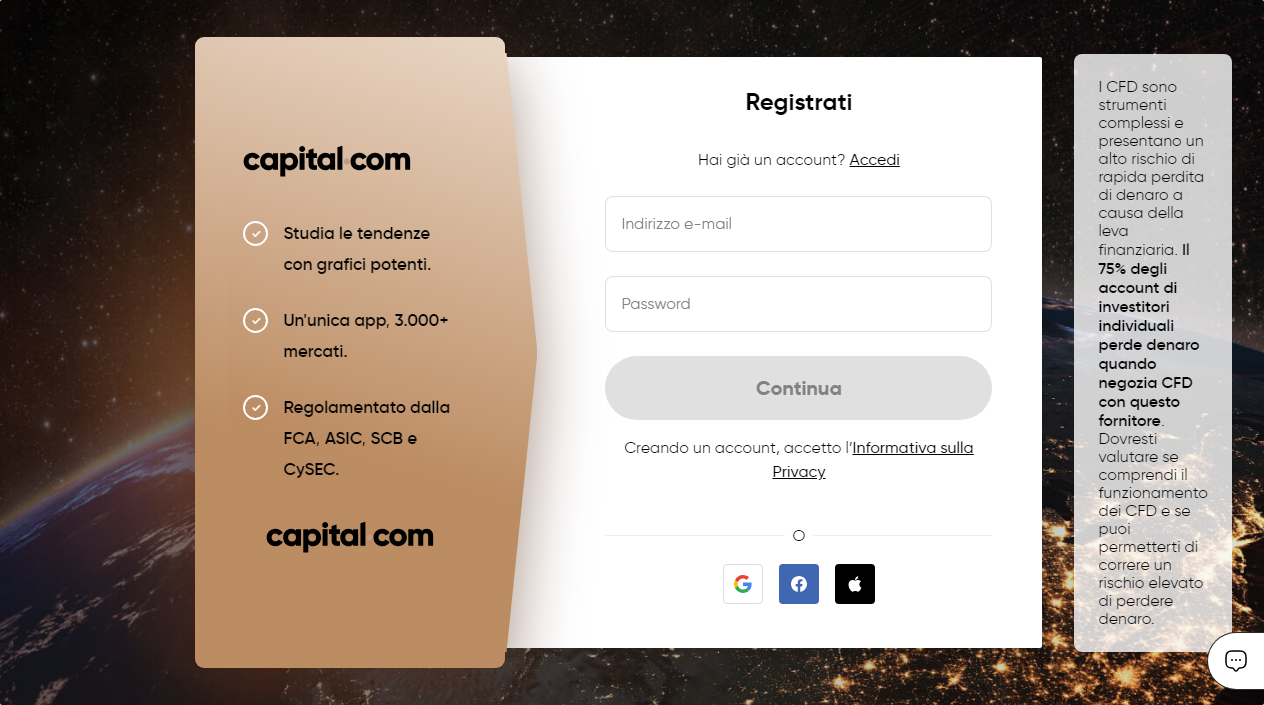 capital.com
Studia le tendenze
con grafici potenti.
Un'unica app, 3.000+
mercati.
Regolamentato dalla
FCA, ASIC, SCB e
CySEC.
capital com
Registrati
Hai già un account? Accedi
Indirizzo e-mail
Password
Continua
Creando un account, accetto l’Informativa sulla
Privacy
O
I CFD sono
strumenti
complessi e
presentano un
alto rischio di
rapida perdita
di denaro a
causa della
leva
finanziaria. Il
75% degli
account di
investitori
individuali
perde denaro
quando
negozia CFD
con questo
fornitore.
Dovresti
valutare se
comprendi il
funzionamento
dei CFD e se
puoi
permetterti di
correre un
rischio elevato
di perdere
denaro.